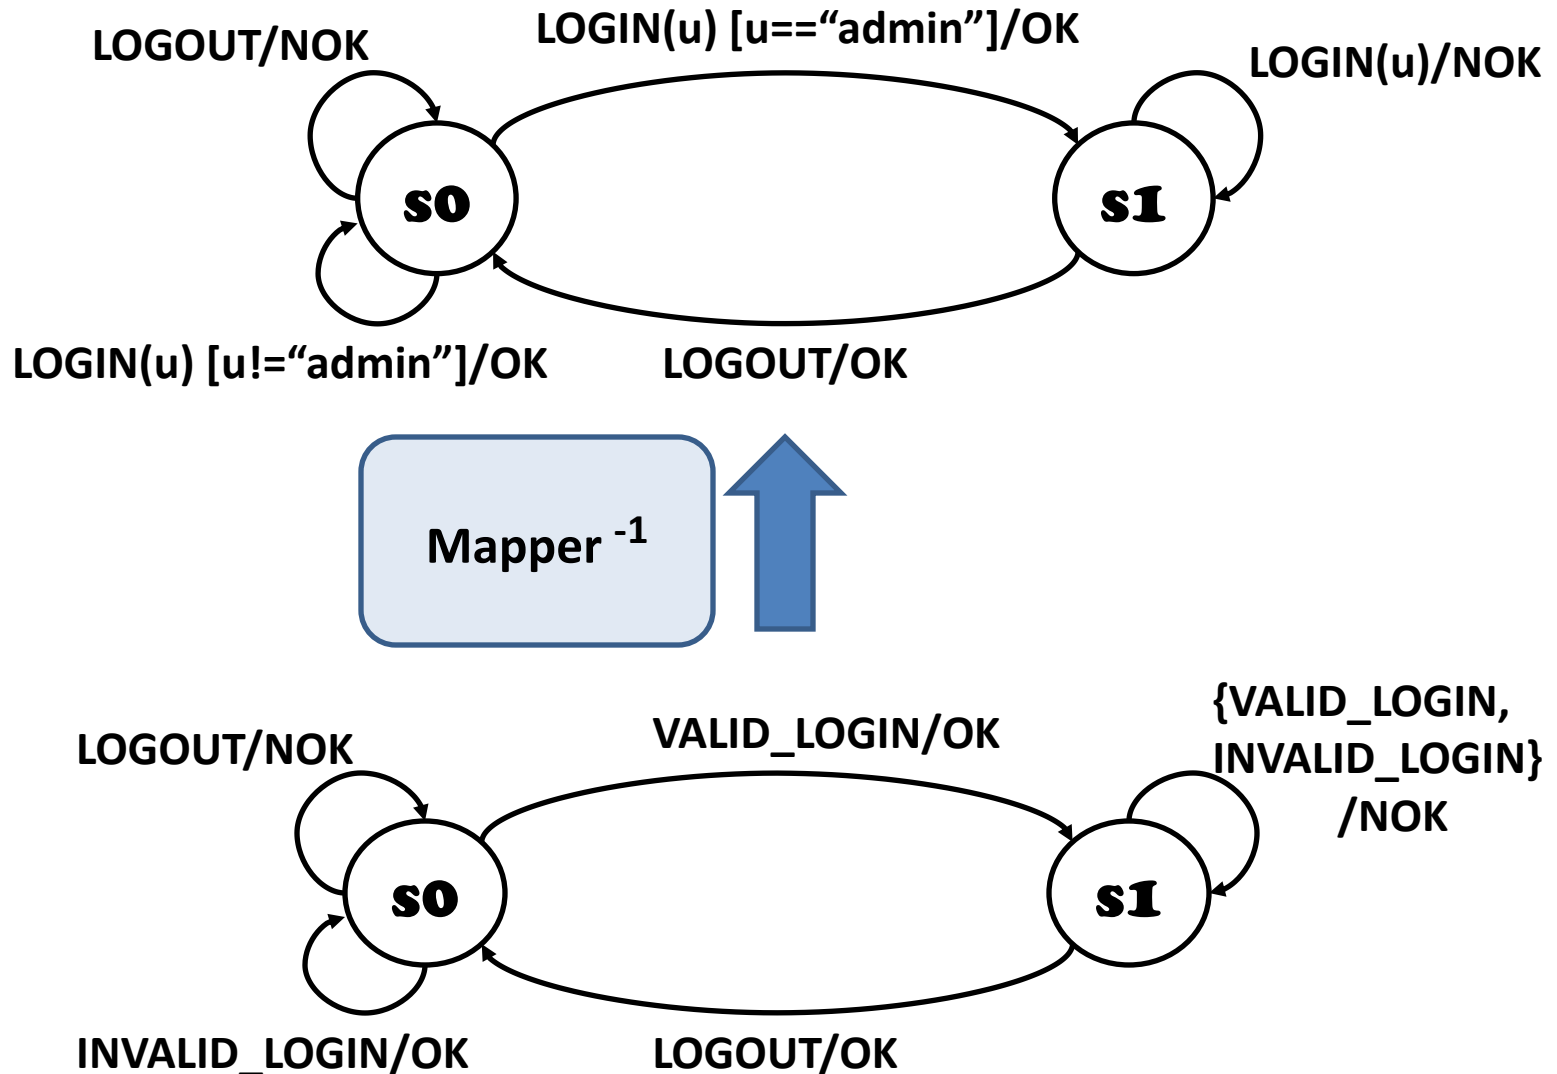 LOGIN(u) [u==“admin”]/OK
LOGOUT/NOK
LOGIN(u)/NOK
s0
s1
LOGIN(u) [u!=“admin”]/OK
LOGOUT/OK
Mapper -1
{VALID_LOGIN,
INVALID_LOGIN}
/NOK
VALID_LOGIN/OK
LOGOUT/NOK
s0
s1
INVALID_LOGIN/OK
LOGOUT/OK